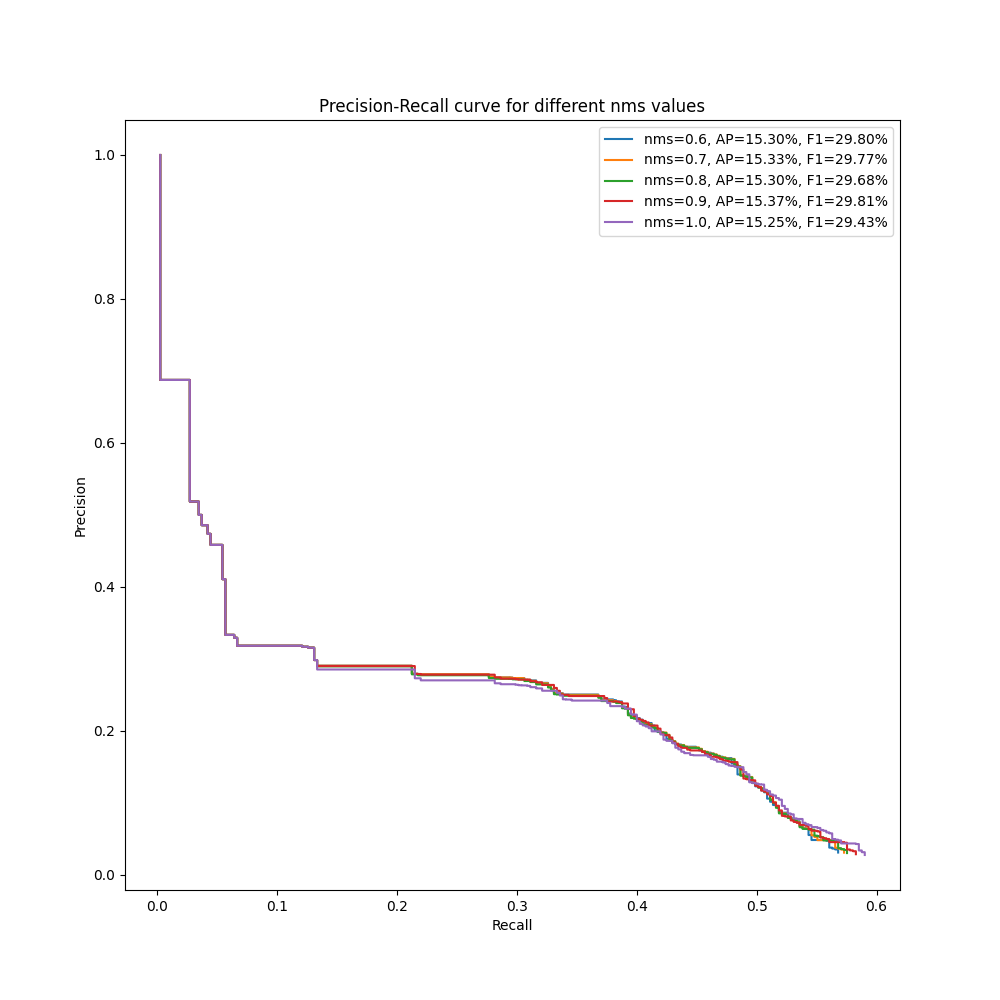 Precision-Recall curve for different nms values
nms=0.6, AP=15.30%, F1=29.80%
nms=0.7, AP=15.33%, F1=29.77%
nms=0.8, AP=15.30%, F1=29.68%
nms=0.9, AP=15.37%, F1=29.81%
nms=1.0, AP=15.25%, F1=29.43%
1.0
0.8
0.6
0.4
0.2
0.0
Precision
0.0 0.1 0.2 0.3 0.4 0.5 0.6
Recall